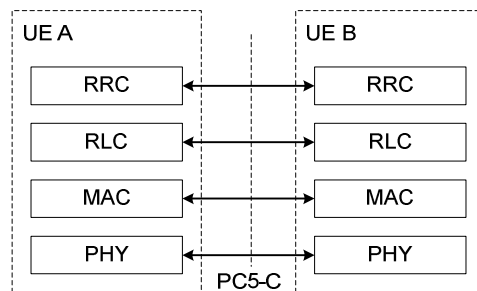 UE A UE B
RRC RRC
RLC RLC
MAC MAC
PHY PHY
PC5-C